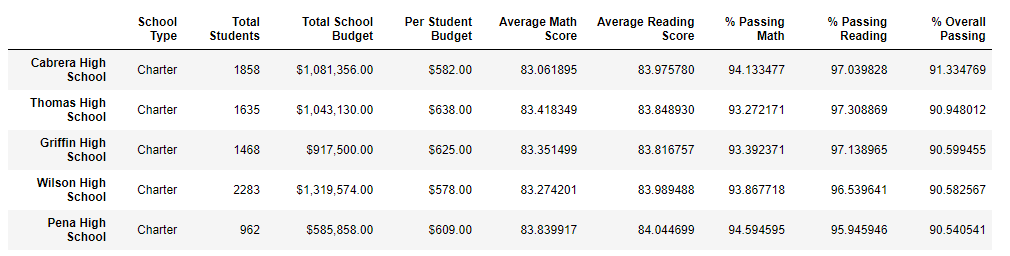 School Type Total Students Total School Budget Per Student Budget Average Math Score Average Reading Score % Passing Math % Passing Reading % Overall Passing
Cabrera High School Charter 1858 $1,081,356.00 $582.00 83.061895 83.975780 94.133477 97.039828 91.334769
Thomas High School Charter 1635 $1,043,130.00 $638.00 83.418349 83.848930 93.272171 97.308869 90.948012
Griffin High School Charter 1468 $917,500.00 $625.00 83.351499 83.816757 93.392371 97.138965 90.599455
Wilson High School Charter 2283 $1,319,574.00 $578.00 83.274201 83.989488 93.867718 96.539641 90.582567
Pena High School Charter 962 $585,858.00 $609.00 83.839917 84.044699 94.594595 95.945946 90.540541